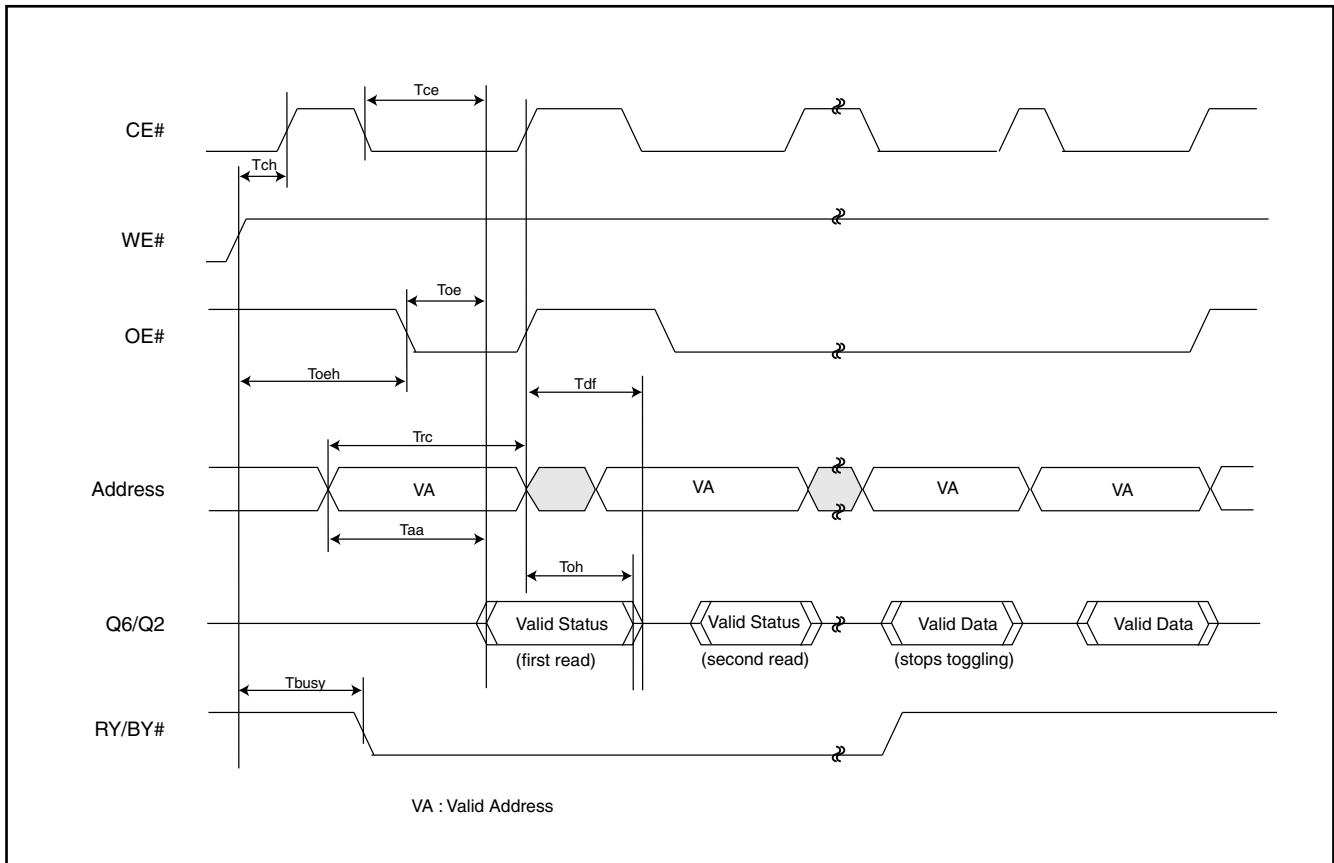 Tce
CE#
Tch
WE#
Toe
OE#
Toeh
Tdf
Trc
Address
VA
VA
VA
VA
Taa
Toh
Q6/Q2
Valid Status
Valid Status
Valid Data
Valid Data
(first read)
(second read)
(stops toggling)
Tbusy
RY/BY#
VA : Valid Address